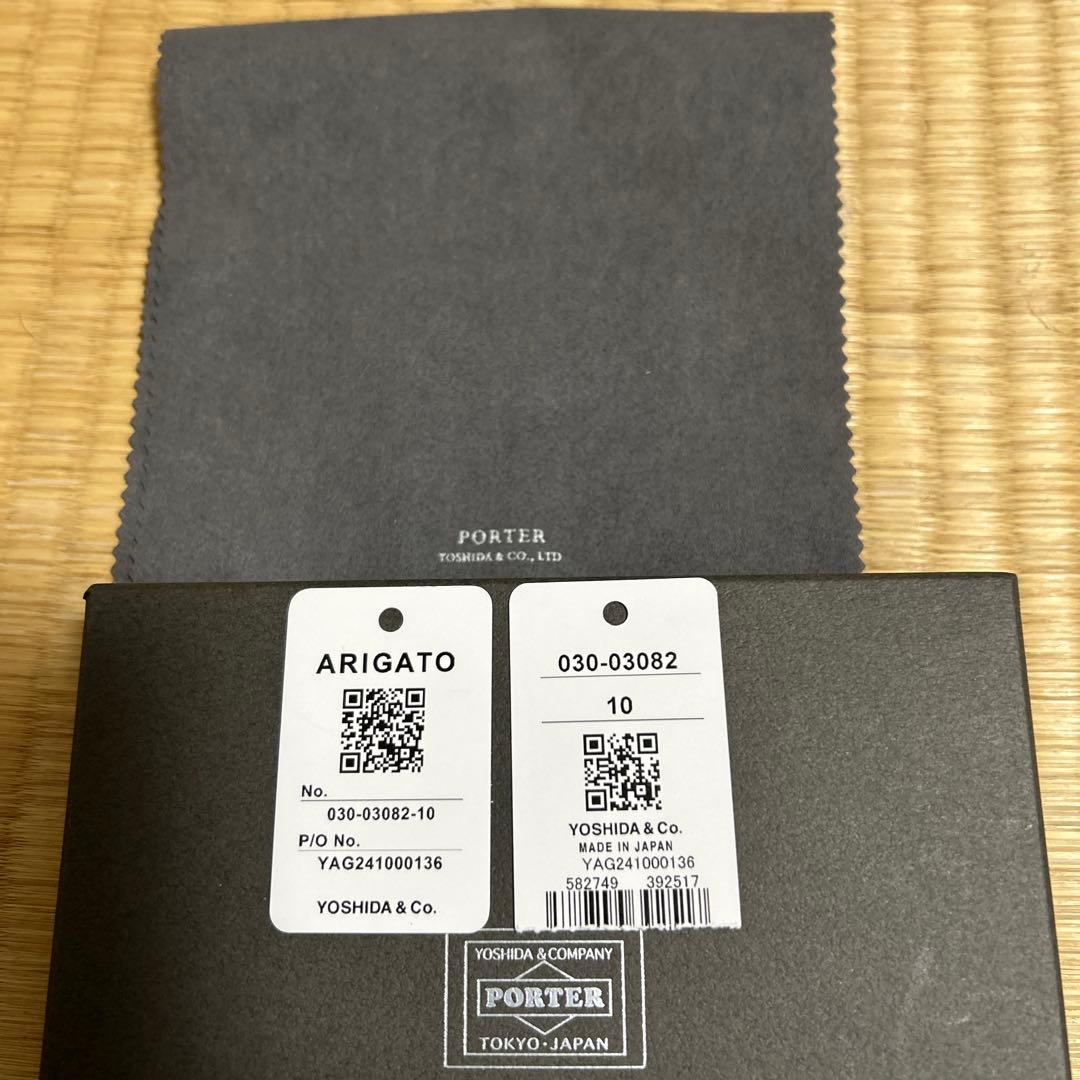 PORTER
YOSHIDA & CO., LTD
ARIGATO
No.
030-03082-10
P/O No.
YAG241000136
YOSHIDA & Co.
030-03082
10
YOSHIDA & Co.
MADE IN JAPAN
YAG241000136
582749 392517
YOSHIDA & COMPANY
PORTER
TOKYO・JAPAN